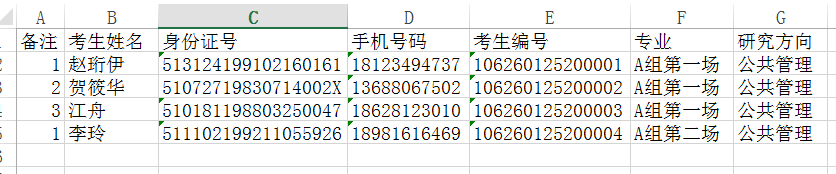 A B C D E F G
备注 考生姓名 身份证号 手机号码 考生编号 专业 研究方向
1 赵珩伊 513124199102160161 18123494737 106260125200001 A组第一场 公共管理
2 贺筱华 51072719830714002X 13688067502 106260125200002 A组第一场 公共管理
3 江舟 510181198803250047 18628123010 106260125200003 A组第一场 公共管理
1 李玲 511102199211055926 18981616469 106260125200004 A组第二场 公共管理